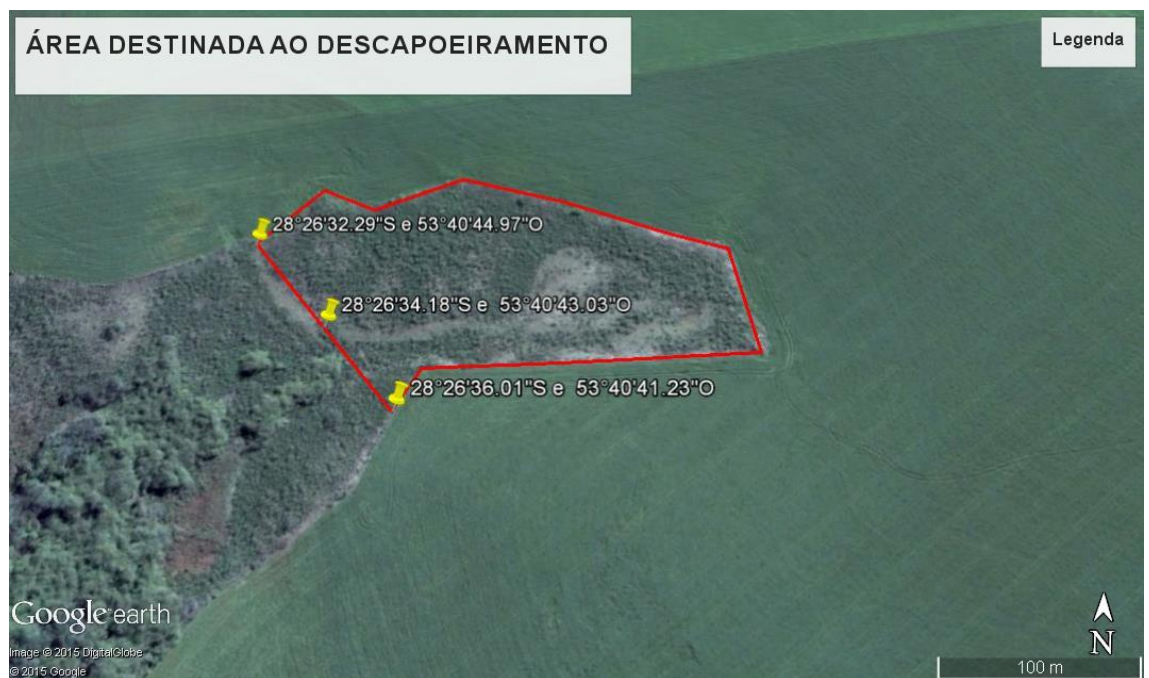 ÁREA DESTINADA AO DESCAPOEIRAMENTO
Legenda
28°26'32.29"S e 53°40'44.97"O
28°26'34.18"S e  53°40'43.03"O
28°26'36.01"S e  53°40'41.23"O
Google earth
Image © 2015 DigitalGlobe
© 2015 Google
N
100 m